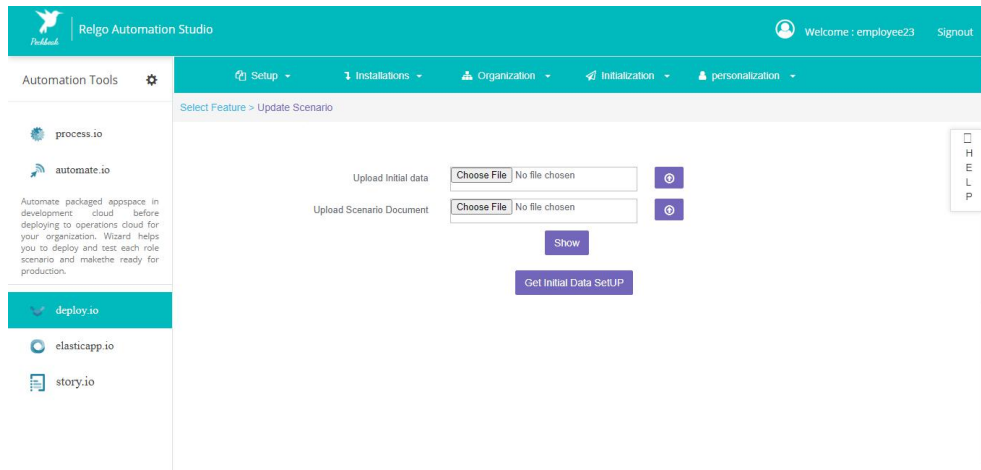 Peckbeck
Relgo Automation Studio
Welcome : employee23
Signout
Automation Tools
Setup
Installations
Organization
Initialization
personalization
Select Feature > Update Scenario
process.io
automate.io
Automate packaged appspace in
development cloud before
deploying to operations cloud for
your organization. Wizard helps
you to deploy and test each role
scenario and makethe ready for
production.
deploy.io
elasticapp.io
story.io
Upload Initial data
Choose File No file chosen
Upload Scenario Document
Choose File No file chosen
Show
Get Initial Data SetUP
H
E
L
P